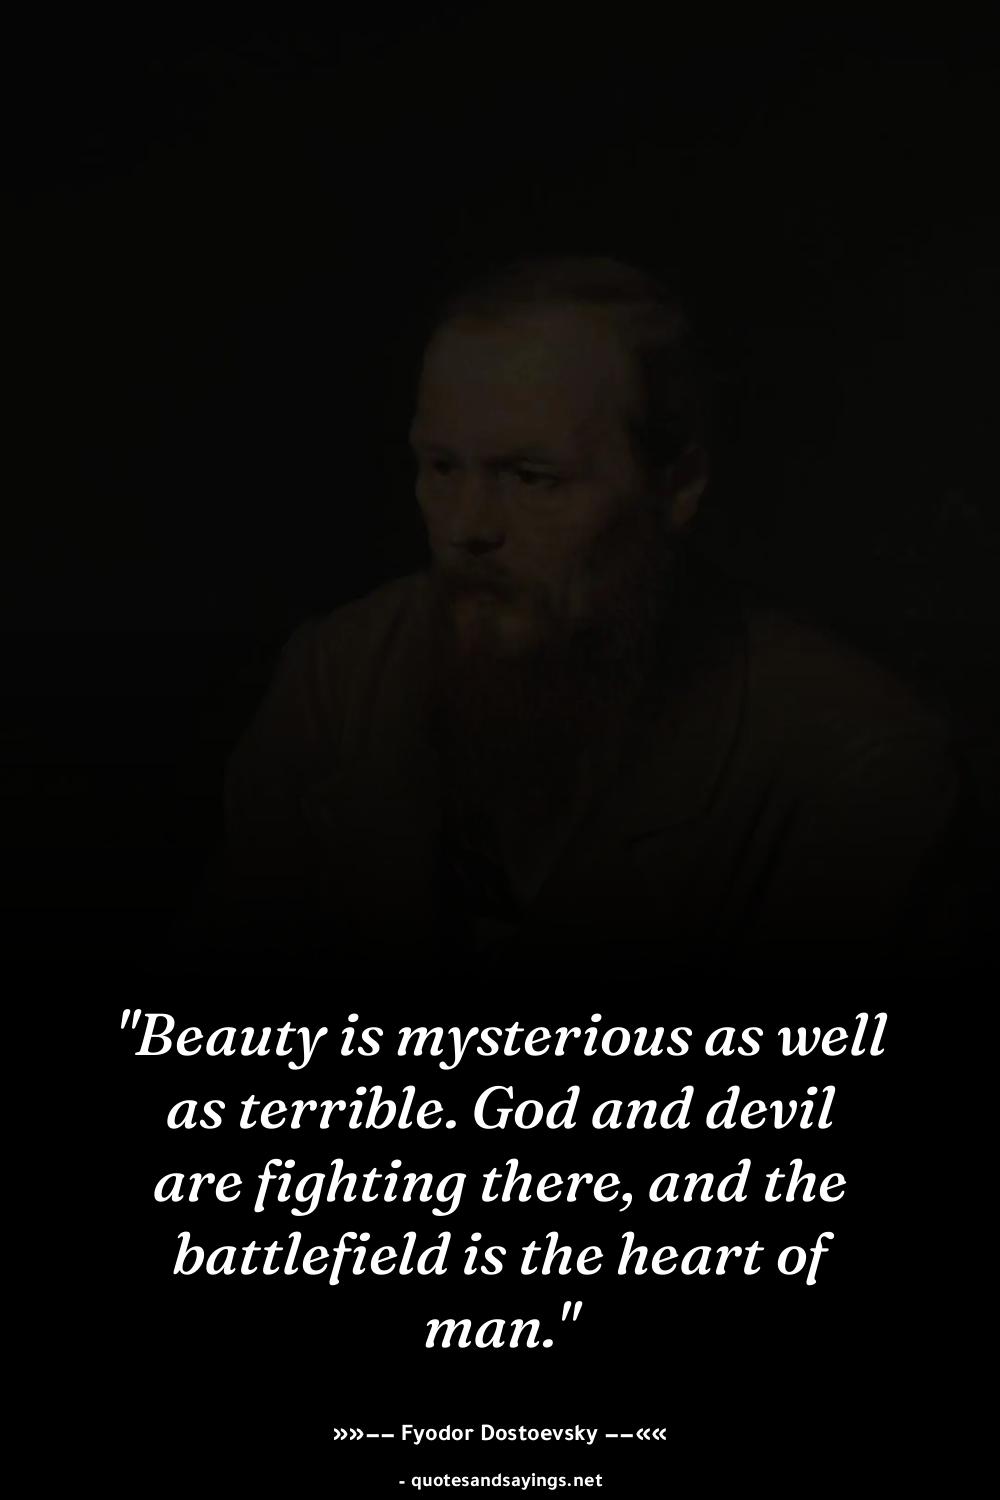 "Beauty is mysterious as well
as terrible. God and devil
are fighting there, and the
battlefield is the heart of
man."
»»−− Fyodor Dostoevsky −−««
- quotesandsayings.net